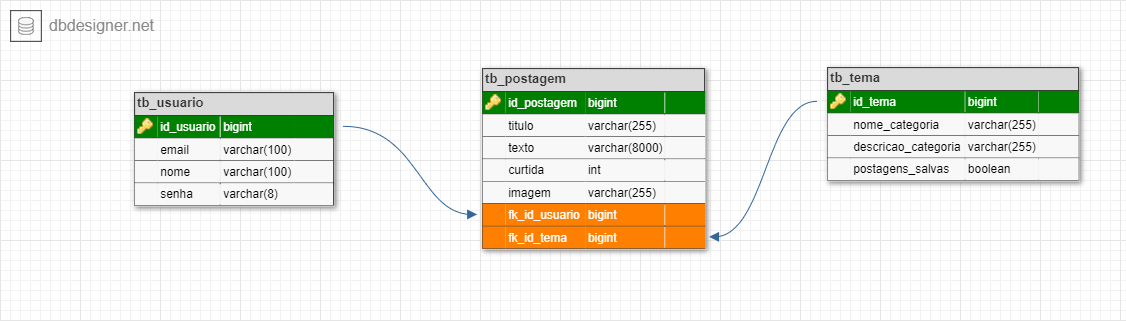 dbdesigner.net
tb_usuario
id_usuario bigint
email varchar(100)
nome varchar(100)
senha varchar(8)
tb_postagem
id_postagem bigint
titulo varchar(255)
texto varchar(8000)
curtida int
imagem varchar(255)
fk_id_usuario bigint
fk_id_tema bigint
tb_tema
id_tema bigint
nome_categoria varchar(255)
descricao_categoria varchar(255)
postagens_salvas boolean